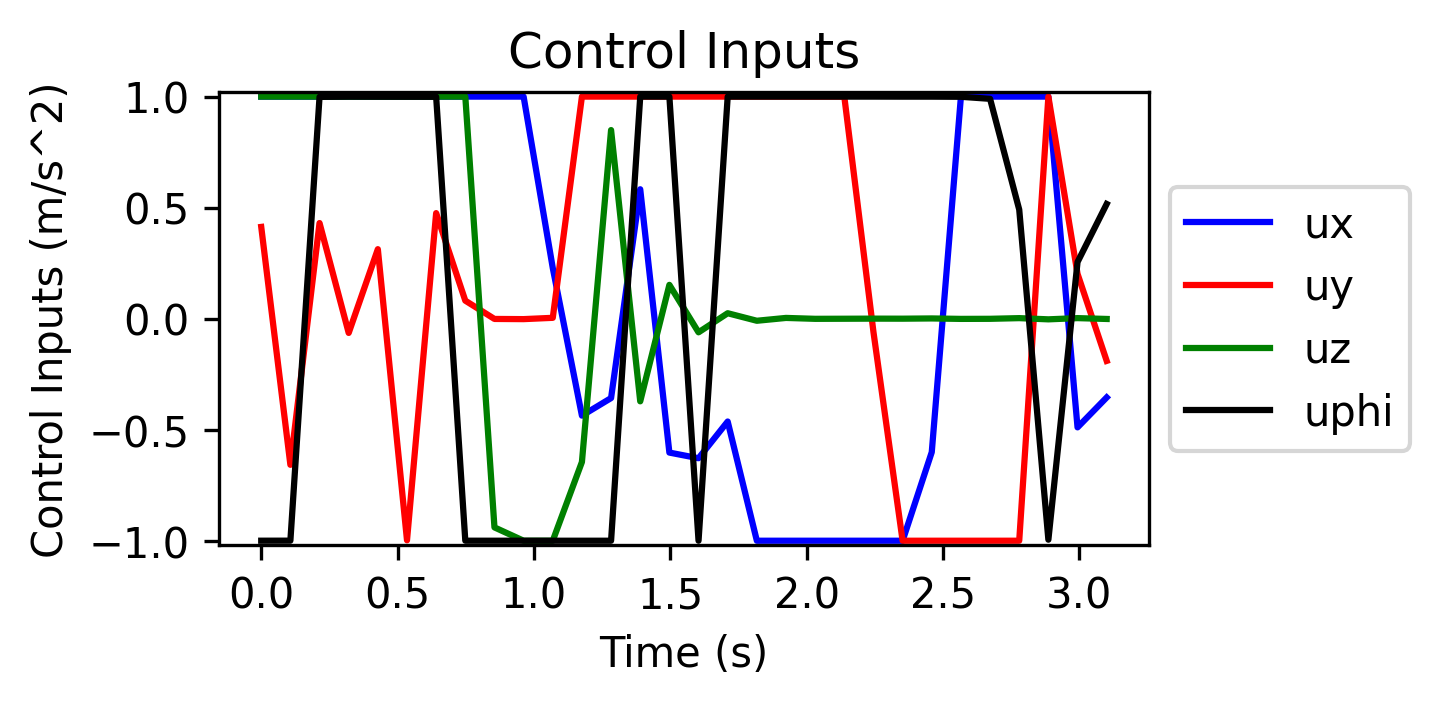 Control Inputs
Control Inputs (m/s^2)
1.0
0.5
0.0
−0.5
−1.0
0.0 0.5 1.0 1.5 2.0 2.5 3.0
Time (s)
ux
uy
uz
uphi